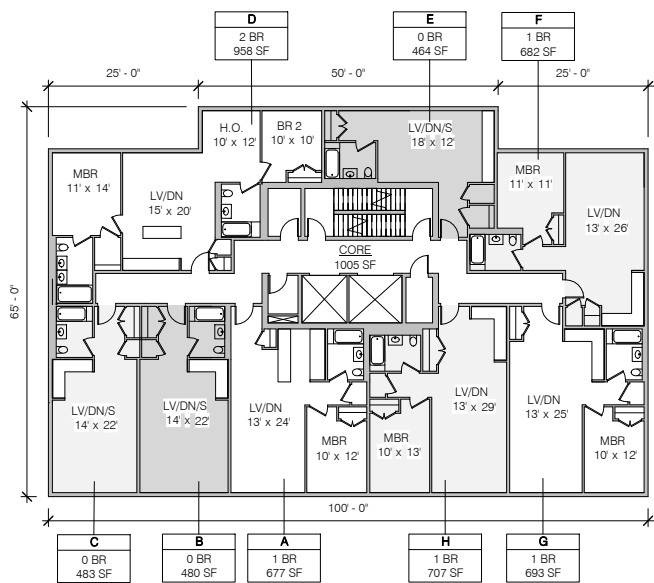 D
2 BR
958 SF
E
0 BR
464 SF
F
1 BR
682 SF
25' - 0"
50' - 0"
25' - 0"
65' - 0"
MBR
11' x 14'
LV/DN
15' x 20'
H.O.
10' x 12'
BR 2
10' x 10'
LV/DN/S
18' x 12'
MBR
11' x 11'
LV/DN
13' x 26'
CORE
1005 SF
LV/DN/S
14' x 22'
LV/DN/S
14' x 22'
LV/DN
13' x 24'
MBR
10' x 12'
MBR
10' x 13'
LV/DN
13' x 29'
LV/DN
13' x 25'
MBR
10' x 12'
100' - 0"
C
0 BR
483 SF
B
0 BR
480 SF
A
1 BR
677 SF
H
1 BR
707 SF
G
1 BR
693 SF